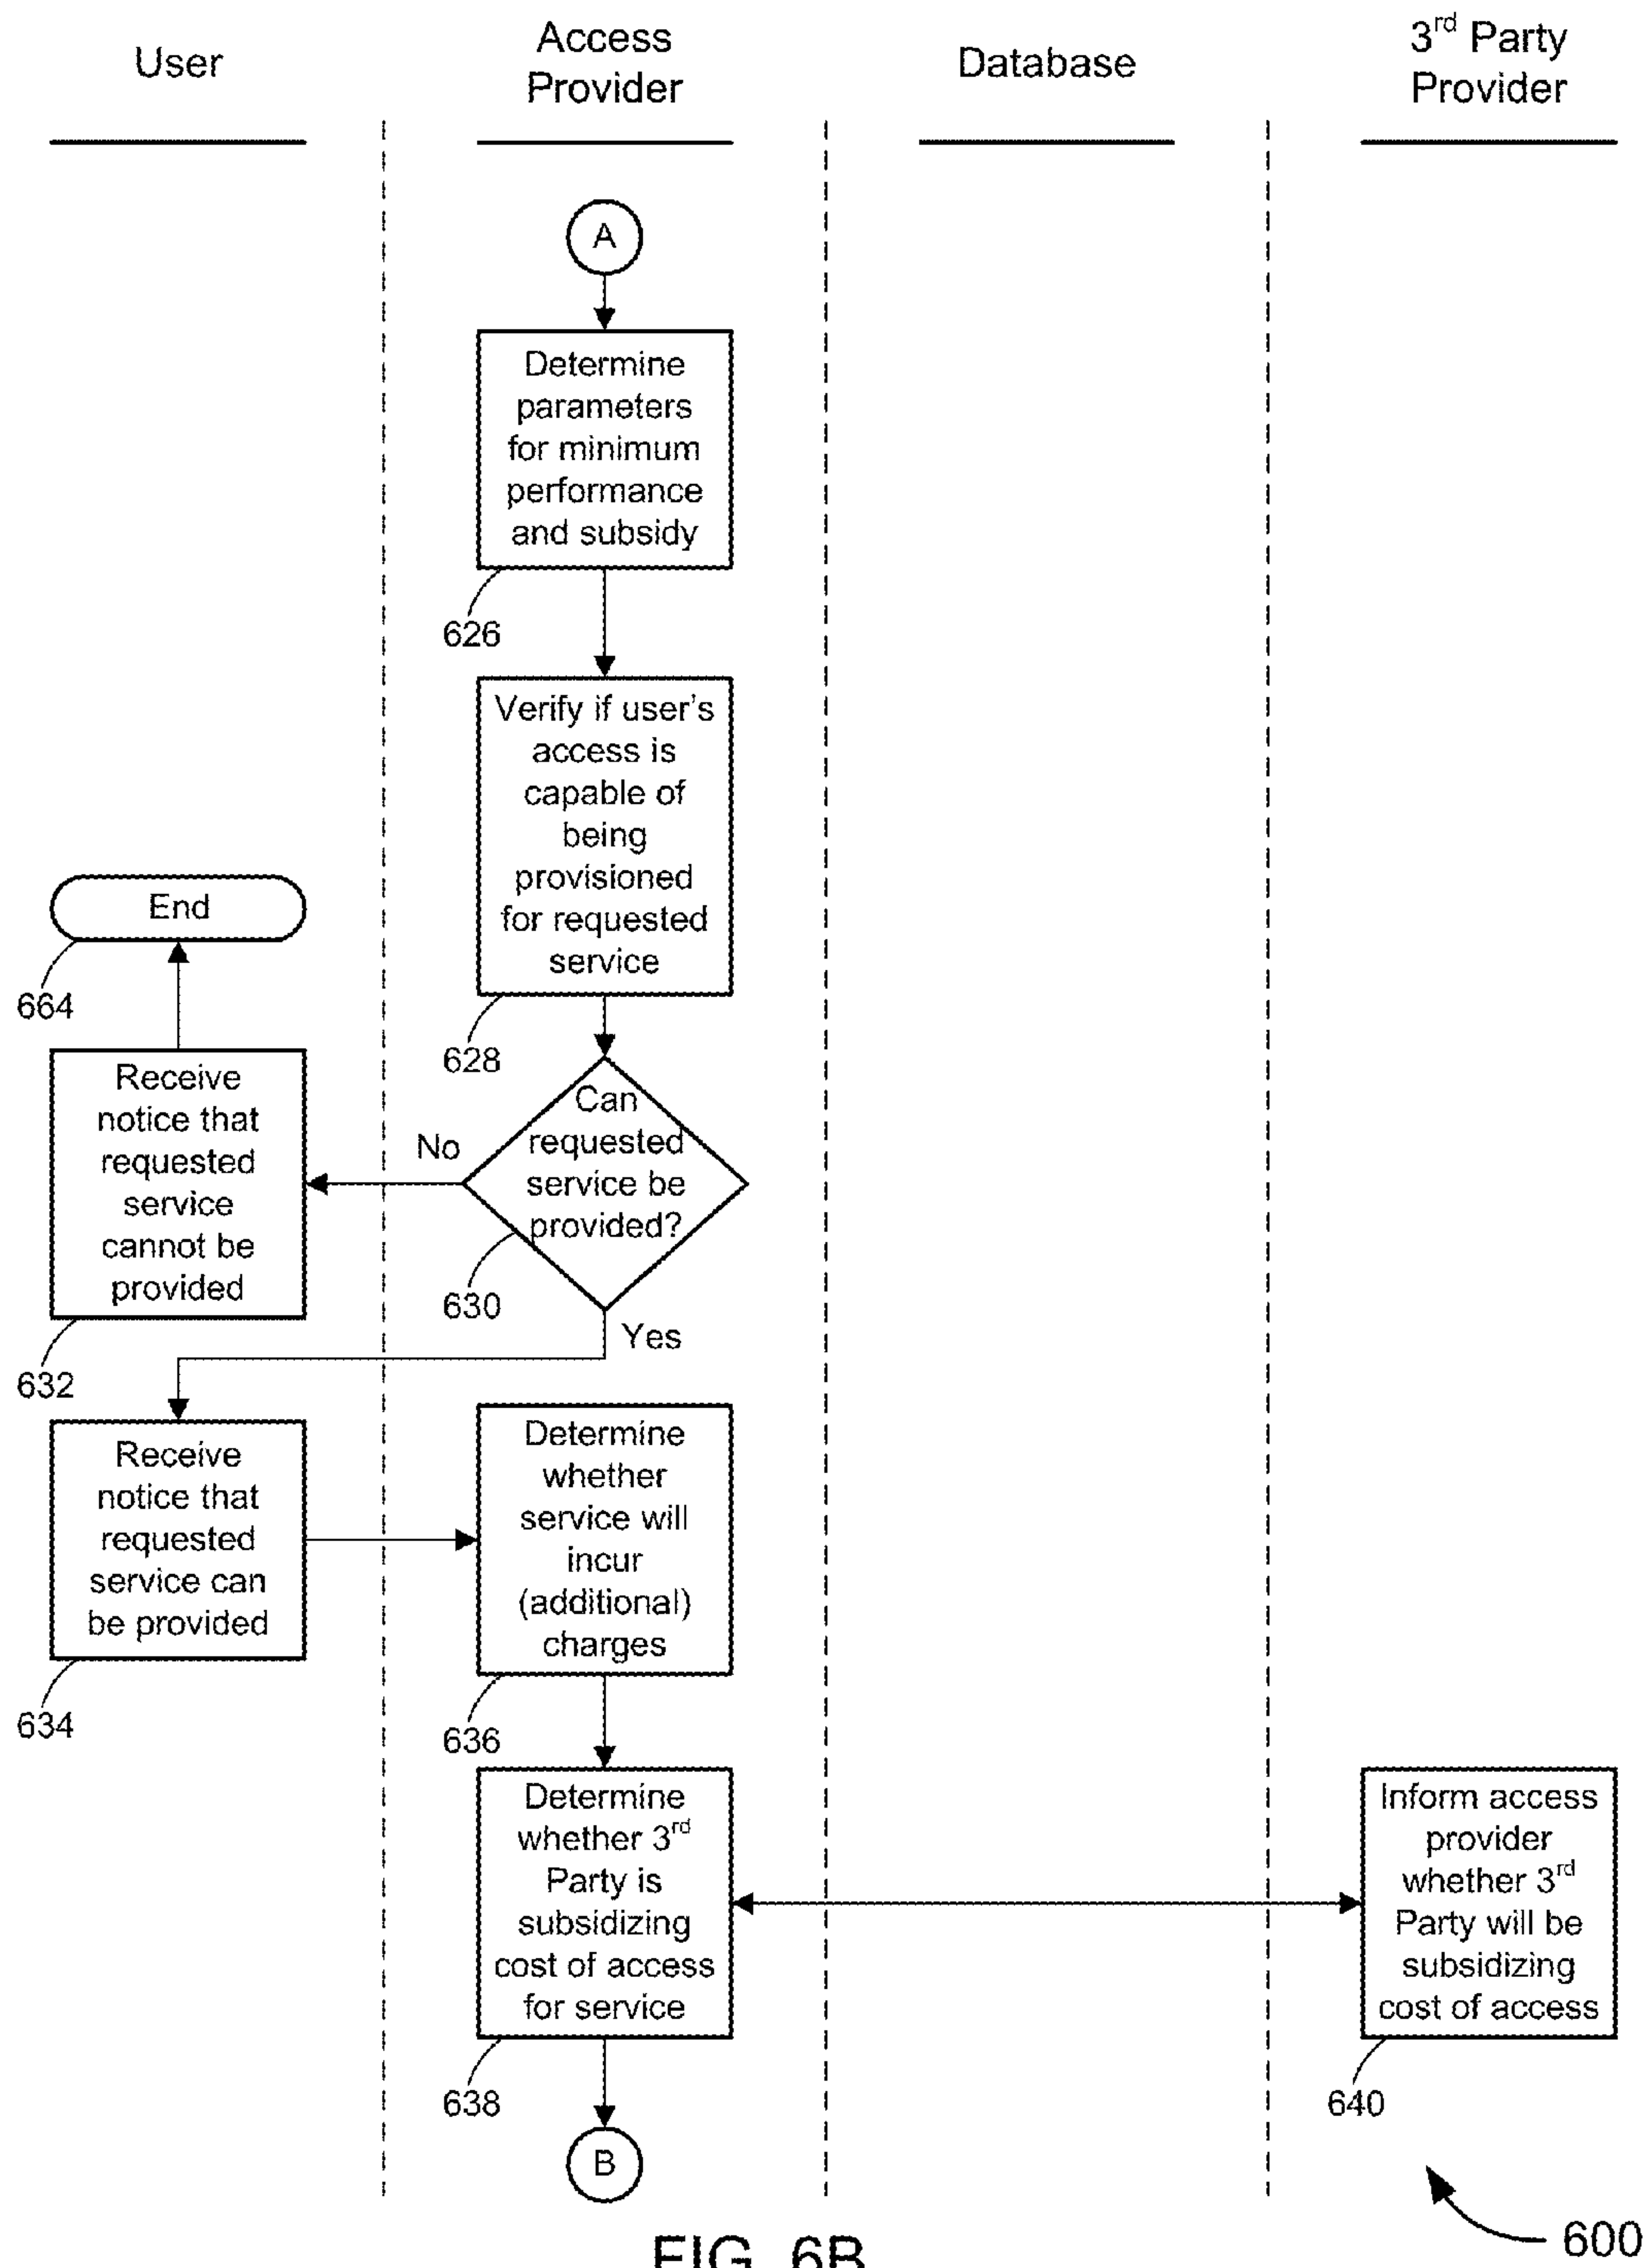 User
Access
Provider
Database
3rd Party
Provider
A
Determine
parameters
for minimum
performance
and subsidy
626
Verify if user's
access is
capable of
being
provisioned
for requested
service
628
End
664
Can
requested
service be
provided?
630
No
Receive
notice that
requested
service
cannot be
provided
632
Yes
Receive
notice that
requested
service can
be provided
634
Determine
whether
service will
incur
(additional)
charges
636
Determine
whether 3rd
Party is
subsidizing
cost of access
for service
638
Inform access
provider
whether 3rd
Party will be
subsidizing
cost of access
640
B
600
FIG. 6B